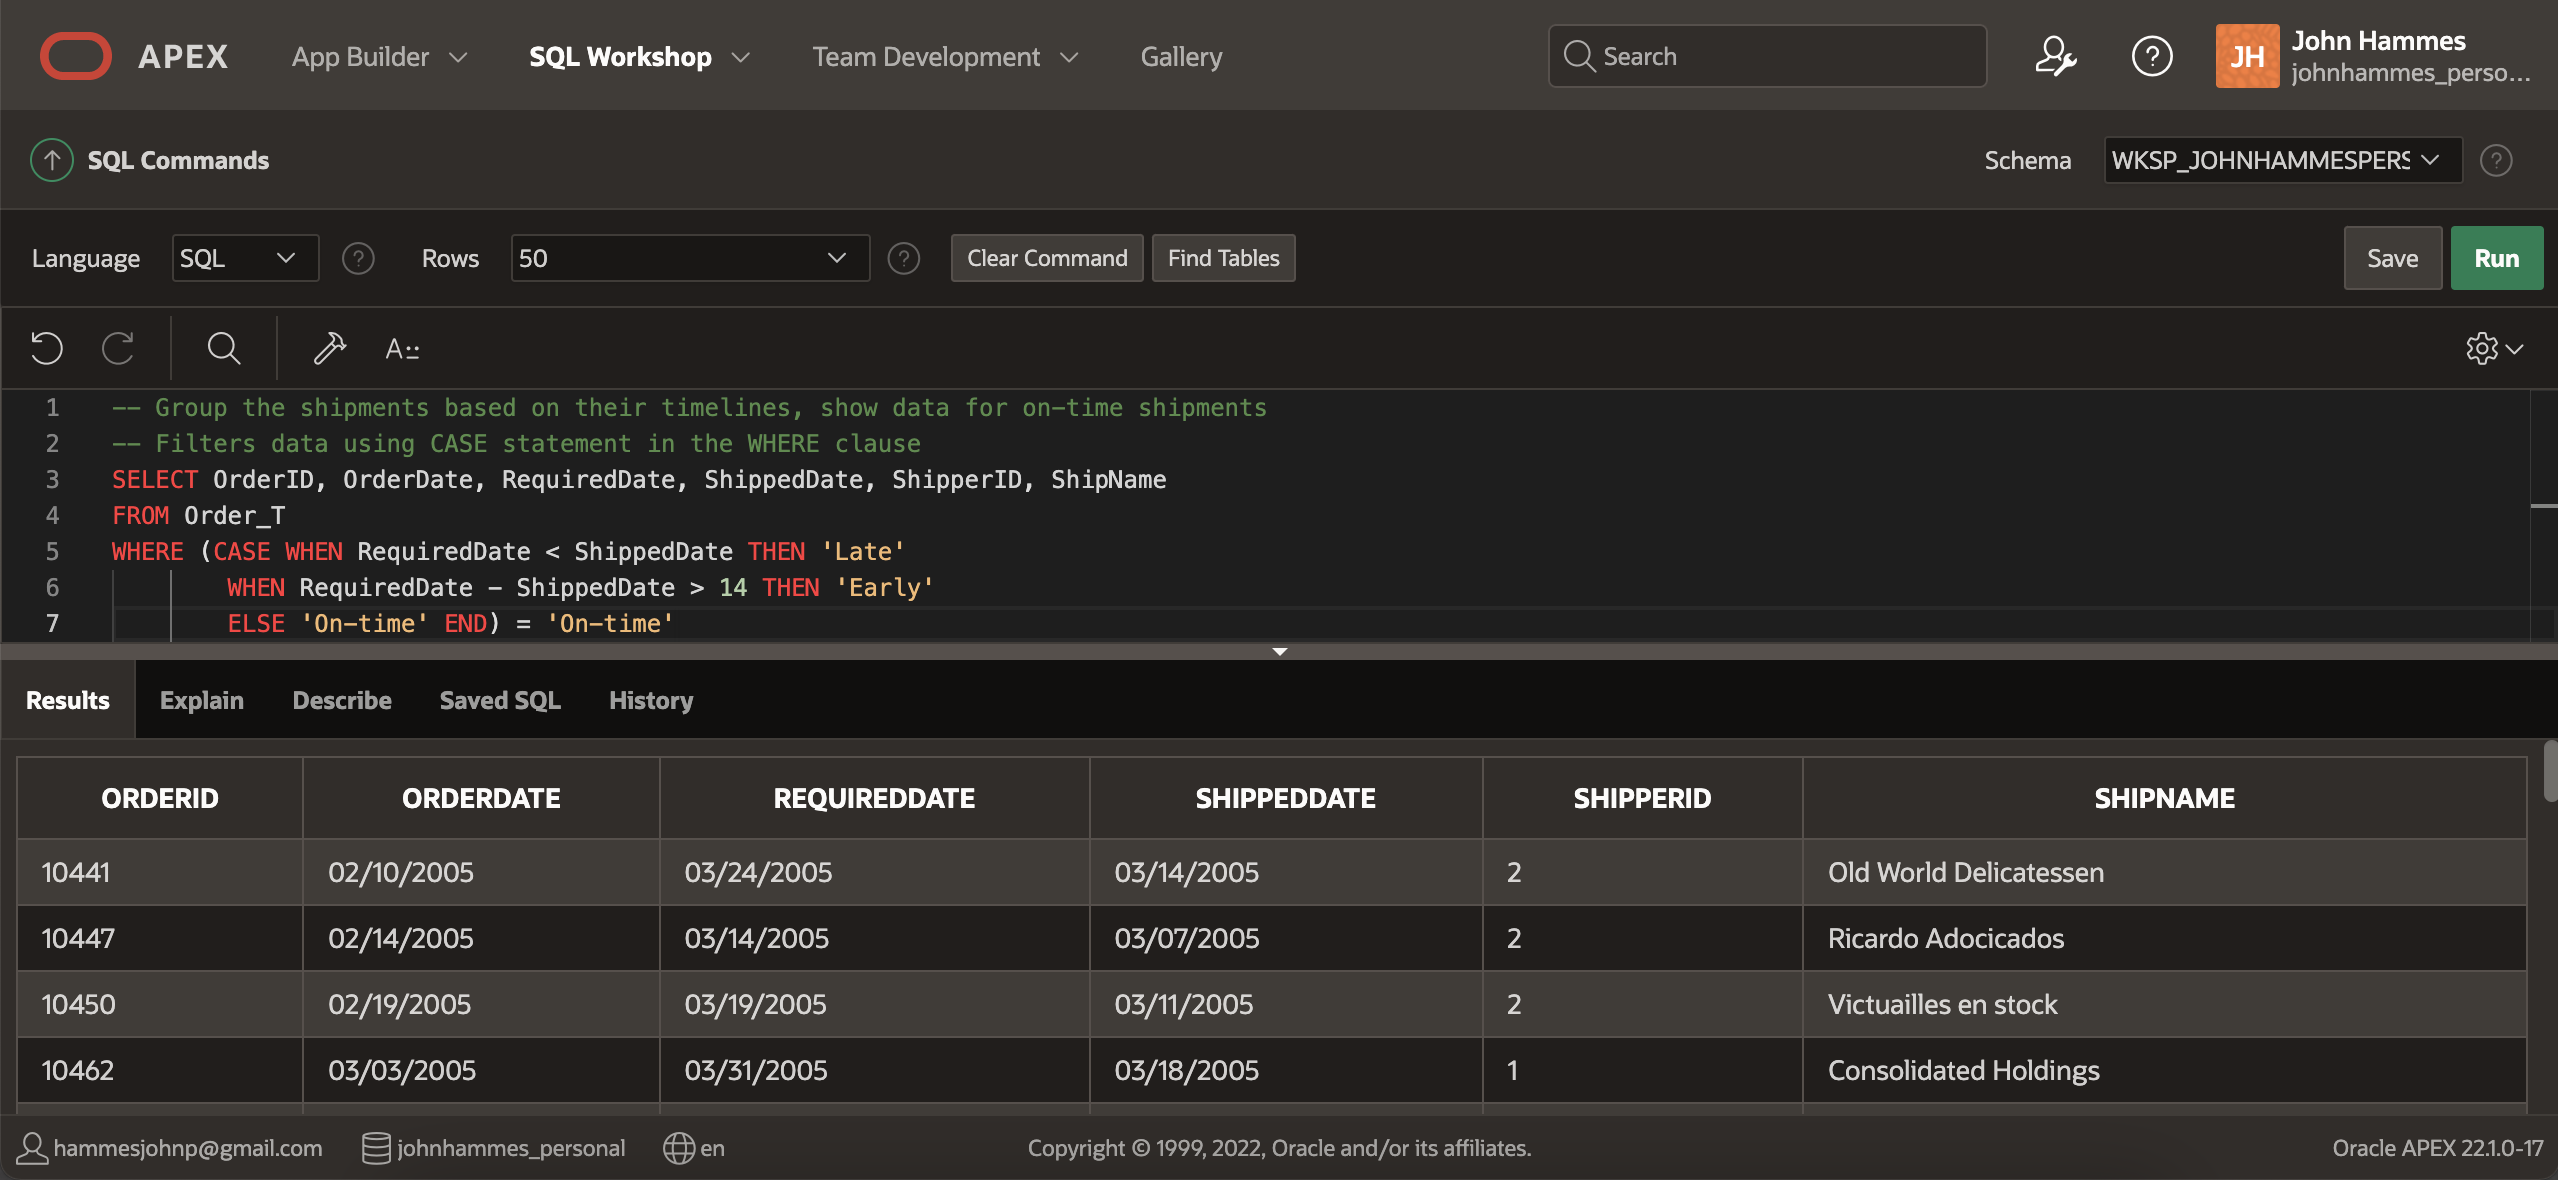 APEX App Builder SQL Workshop Team Development Gallery Search JH John Hammes
johnhammes_perso...
SQL Commands Schema WKSP_JOHNHAMMESPERS
Language SQL Rows 50 Clear Command Find Tables Save Run
1 -- Group the shipments based on their timelines, show data for on-time shipments
2 -- Filters data using CASE statement in the WHERE clause
3 SELECT OrderID, OrderDate, RequiredDate, ShippedDate, ShipperID, ShipName
4 FROM Order_T
5 WHERE (CASE WHEN RequiredDate < ShippedDate THEN 'Late'
6 WHEN RequiredDate - ShippedDate > 14 THEN 'Early'
7 ELSE 'On-time' END) = 'On-time'
Results Explain Describe Saved SQL History
ORDERID ORDERDATE REQUIREDDATE SHIPPEDDATE SHIPPERID SHIPNAME
10441 02/10/2005 03/24/2005 03/14/2005 2 Old World Delicatessen
10447 02/14/2005 03/14/2005 03/07/2005 2 Ricardo Adocicados
10450 02/19/2005 03/19/2005 03/11/2005 2 Victuailles en stock
10462 03/03/2005 03/31/2005 03/18/2005 1 Consolidated Holdings
hammesjohnp@gmail.com johnhammes_personal en Copyright © 1999, 2022, Oracle and/or its affiliates. Oracle APEX 22.1.0-17